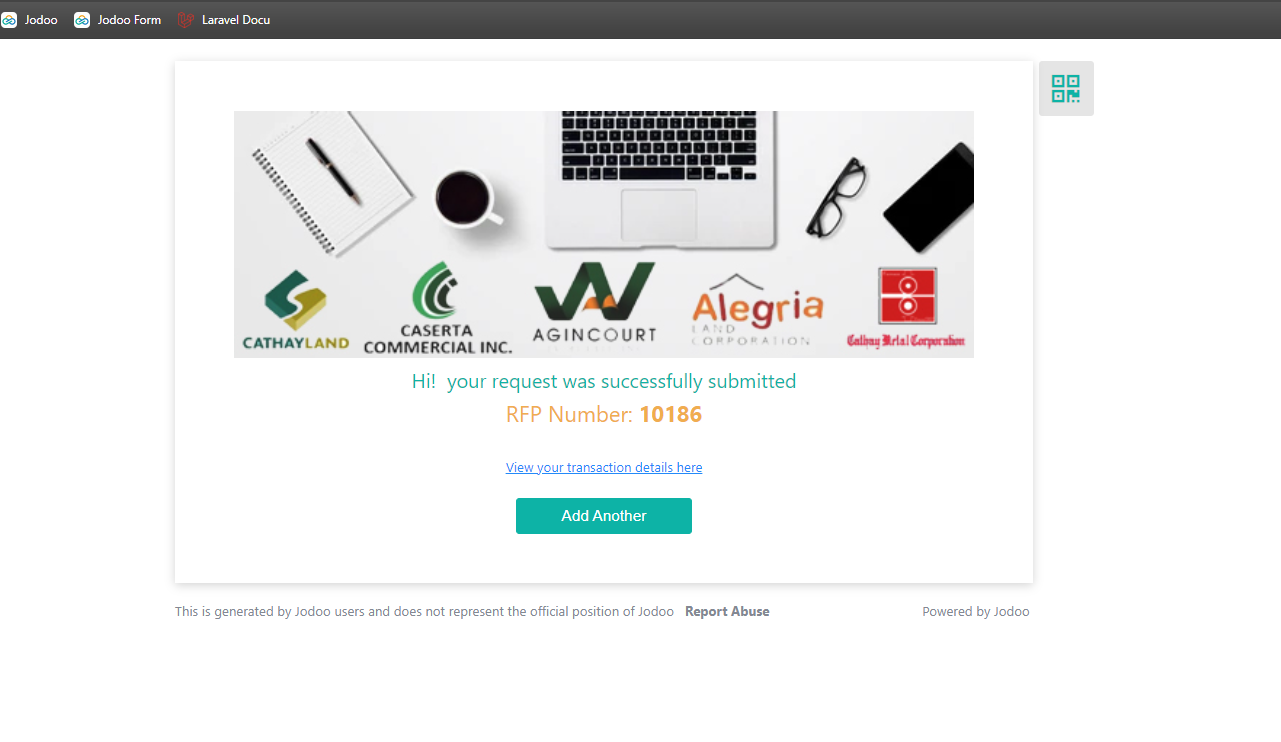 Jodoo Jodoo Form Laravel Docu
CATHAYLAND
CASERTA
COMMERCIAL INC.
AGINCOURT
Alegria
LAND
CORPORATION
Cathay Metal Corporation
Hi!  your request was successfully submitted
RFP Number: 10186
View your transaction details here
Add Another
This is generated by Jodoo users and does not represent the official position of Jodoo Report Abuse Powered by Jodoo